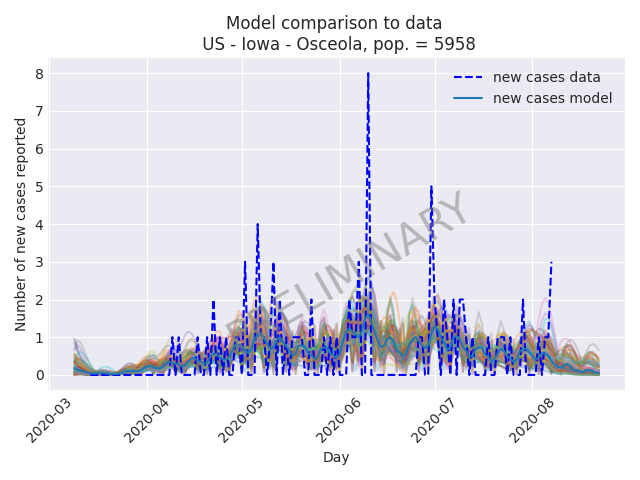 Model comparison to data
US - Iowa - Osceola, pop. = 5958
new cases data
new cases model
Number of new cases reported
8
7
6
5
4
3
2
1
0
PRELIMINARY
2020-03
2020-04
2020-05
2020-06
2020-07
2020-08
Day